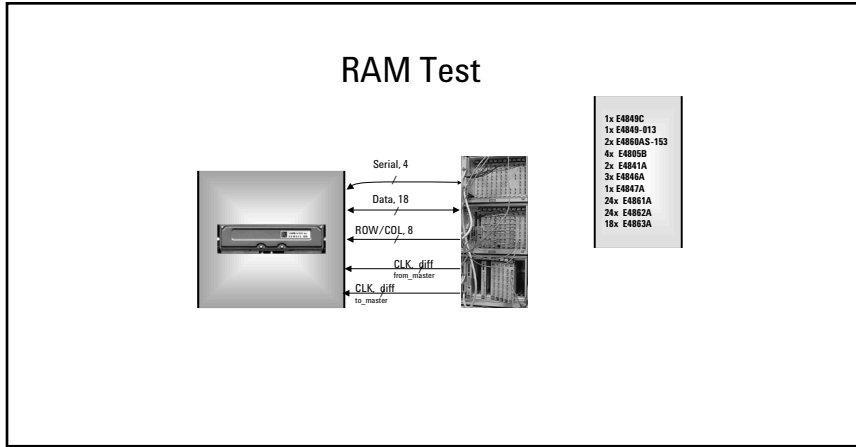 RAM Test
Serial, 4
Data, 18
ROW/COL, 8
CLK, diff
from_master
CLK, diff
to_master
1x E4849C
1x E4849-013
2x E4860AS-153
4x E4805B
2x E4841A
3x E4846A
1x E4847A
24x E4861A
24x E4862A
18x E4863A